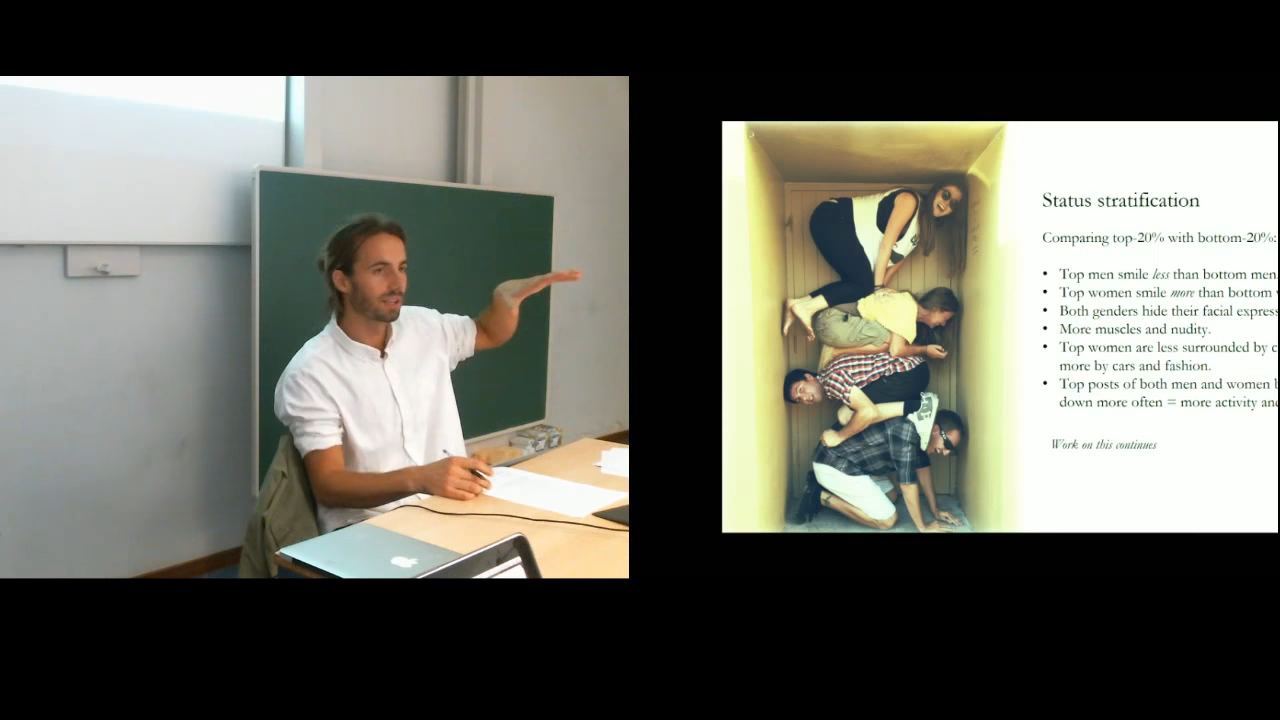 Status stratification
Comparing top-20% with bottom-20%:
• Top men smile less than bottom men
• Top women smile more than bottom
• Both genders hide their facial
• More muscles and nudity.
• Top women are less surrounded by
more by cars and fashion.
• Top posts of both men and women
down more often = more activity
Work on this continues